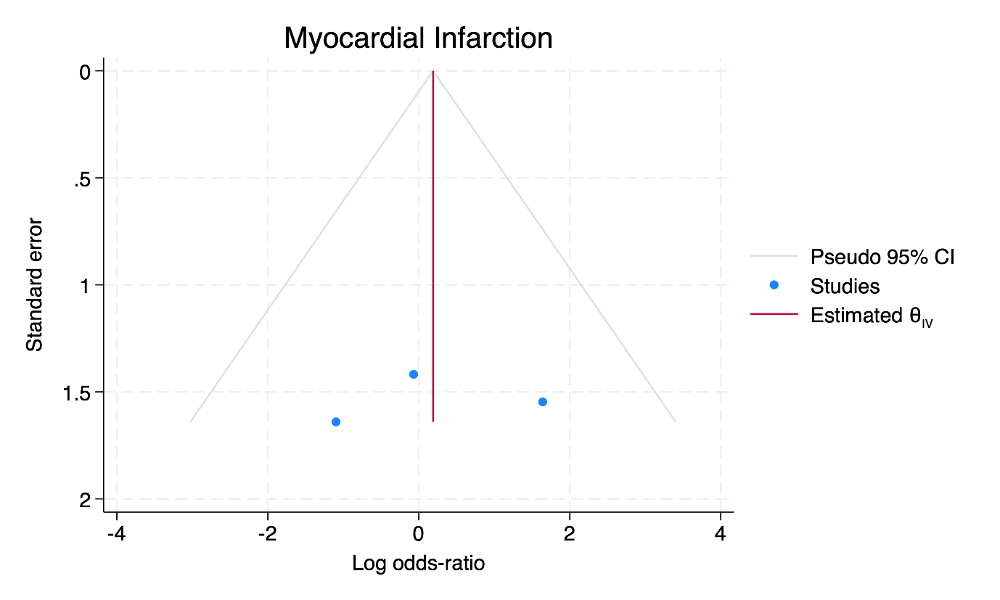 Myocardial Infarction
0
.5
1
1.5
2
Standard error
-4
-2
0
2
4
Log odds-ratio
Pseudo 95% CI
Studies
Estimated θIV